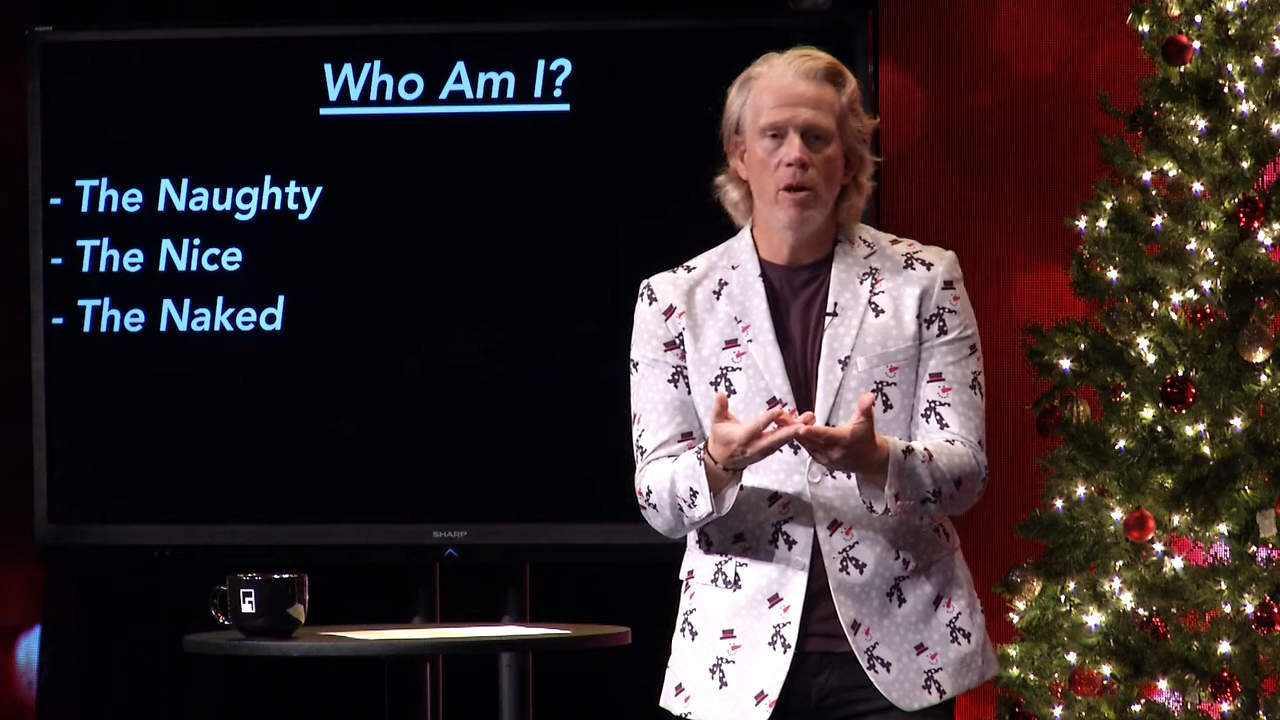 Who Am I?
- The Naughty
- The Nice
- The Naked
SHARP